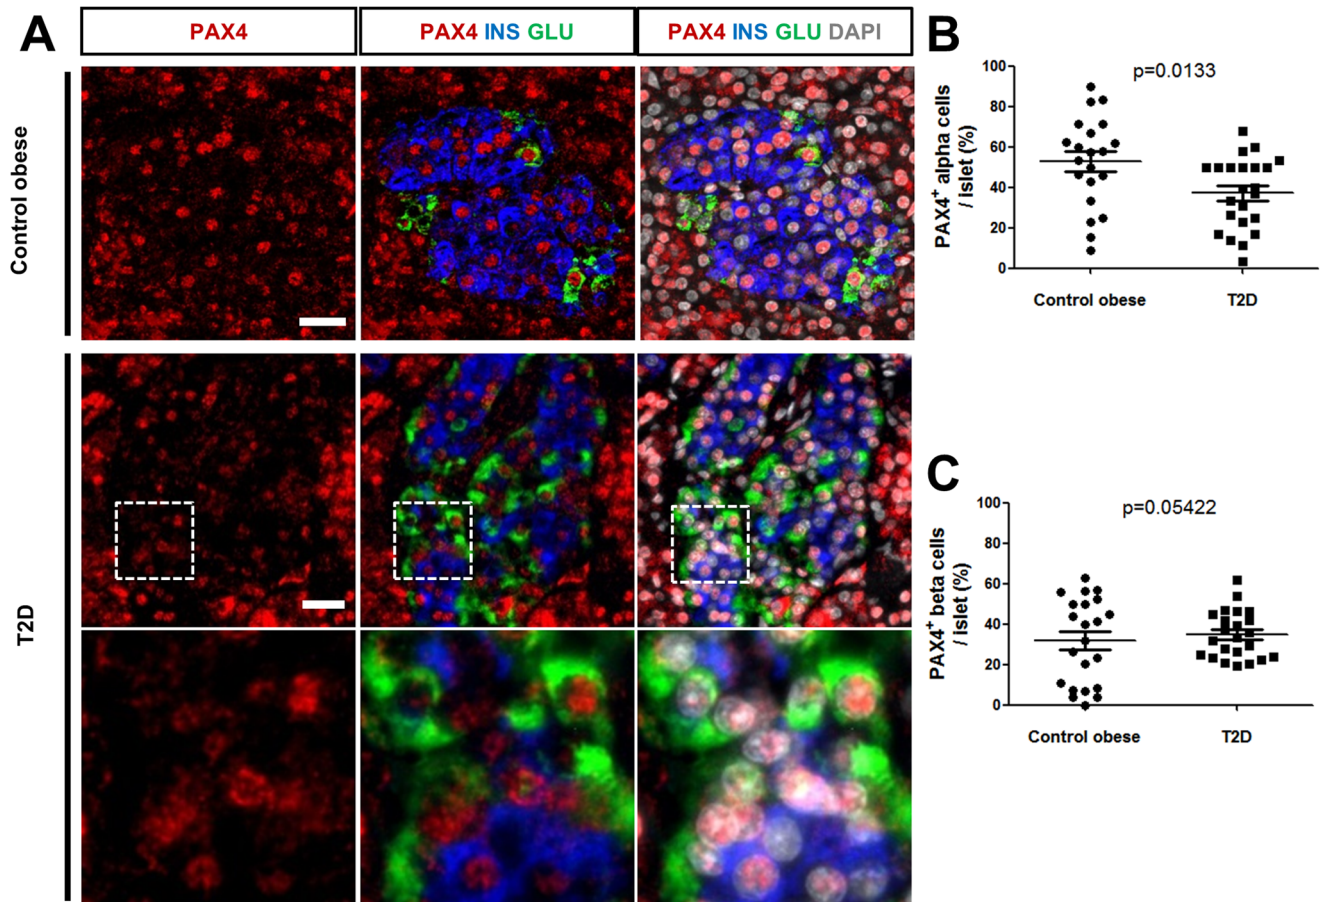 A
PAX4
PAX4 INS GLU
PAX4 INS GLU DAPI
Control obese
T2D
B
p=0.0133
PAX4+ alpha cells
/ islet (%)
100
80
60
40
20
0
Control obese
T2D
C
p=0.05422
PAX4+ beta cells
/ islet (%)
100
80
60
40
20
0
Control obese
T2D